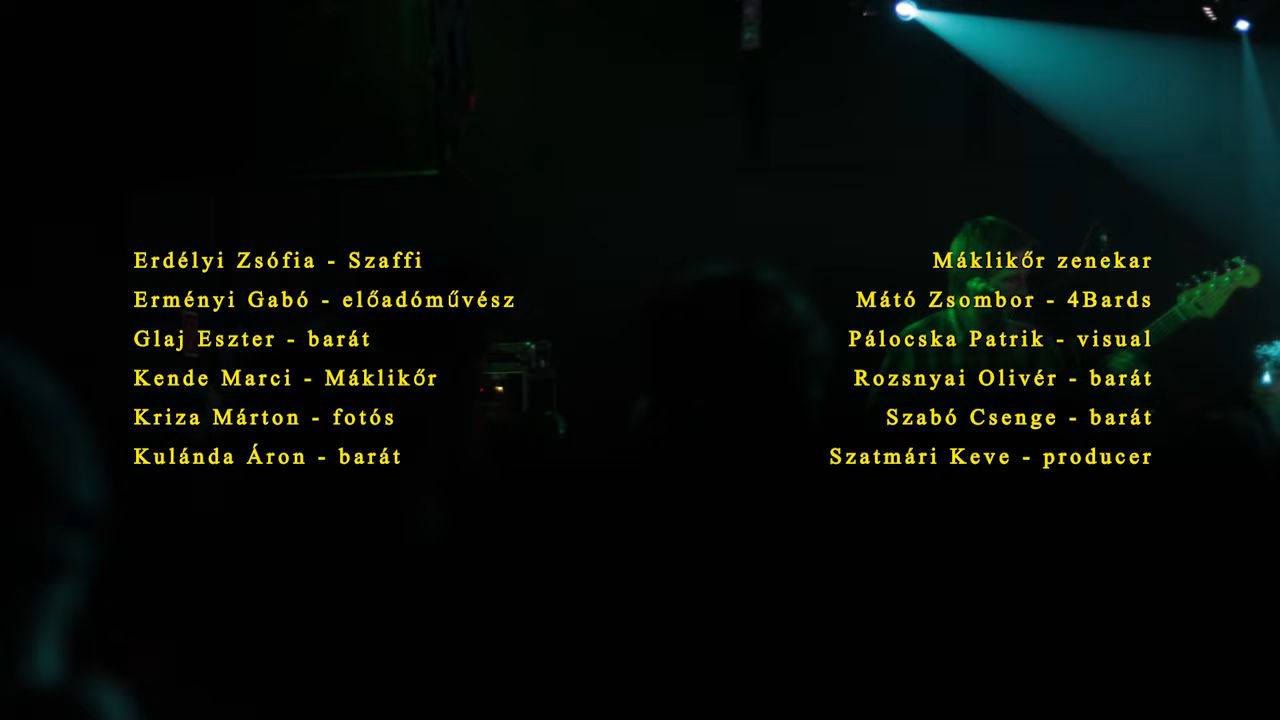 Erdélyi Zsófia - Szaffi
Erményi Gabó - előadóművész
Glaj Eszter - barát
Kende Marci - Máklikőr
Kriza Márton - fotós
Kulánda Áron - barát
Máklikőr zenekar
Mátó Zsombor - 4Bards
Pálocska Patrik - visual
Rozsnyai Olivér - barát
Szabó Csenge - barát
Szatmári Keve - producer